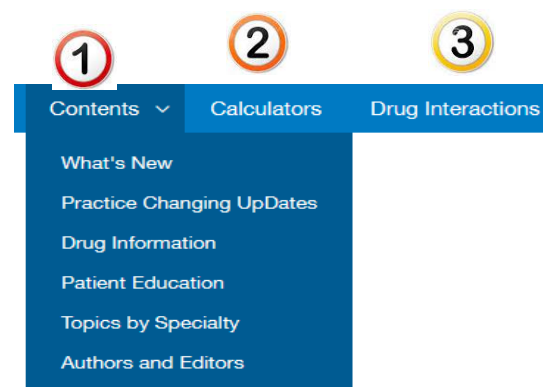 1 2 3
Contents Calculators Drug Interactions
What's New
Practice Changing UpDates
Drug Information
Patient Education
Topics by Specialty
Authors and Editors